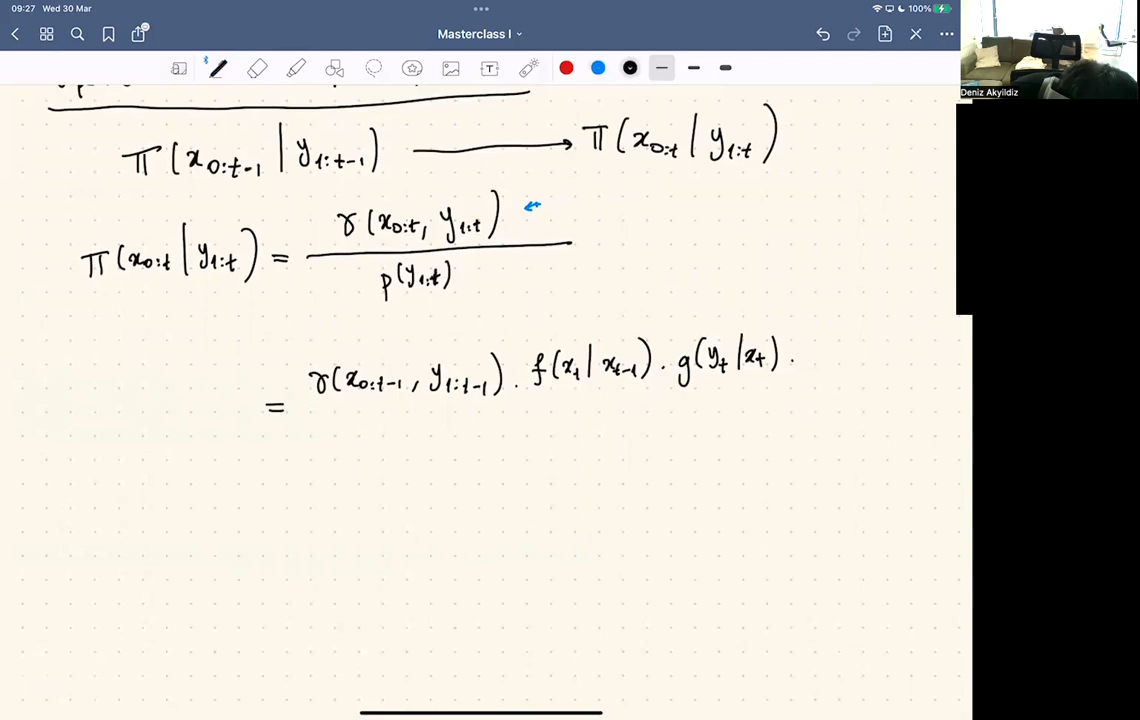 09:27 Wed 30 Mar
100%
Masterclass I
Deniz Akyildiz
π(x₀:ₜ₋₁ | y₁:ₜ₋₁) ⟶ π(x₀:ₜ | y₁:ₜ)
π(x₀:ₜ | y₁:ₜ) = γ(x₀:ₜ, y₁:ₜ) ←
p(y₁:ₜ)
= γ(x₀:ₜ₋₁, y₁:ₜ₋₁) . f(xₜ | xₜ₋₁) . g(yₜ | xₜ) .